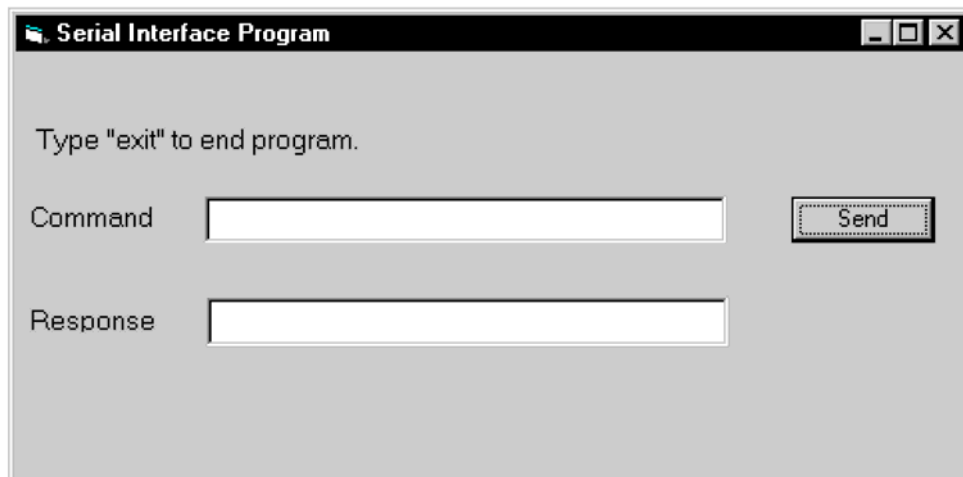 Serial Interface Program
Type "exit" to end program.
Command
Send
Response